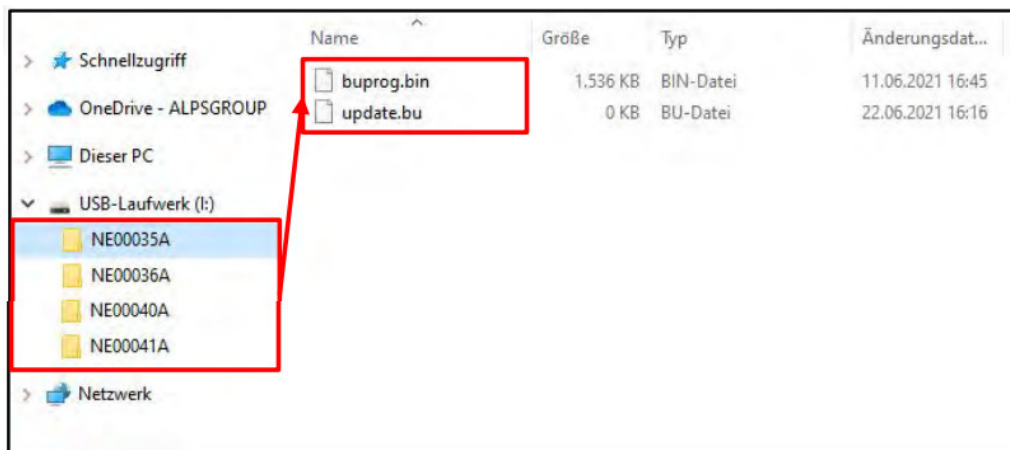 Name Größe Typ Änderungsdat...
Schnellzugriff
buprog.bin 1.536 KB BIN-Datei 11.06.2021 16:45
OneDrive - ALPSGROUP
update.bu 0 KB BU-Datei 22.06.2021 16:16
Dieser PC
USB-Laufwerk (I:)
NE00035A
NE00036A
NE00040A
NE00041A
Netzwerk